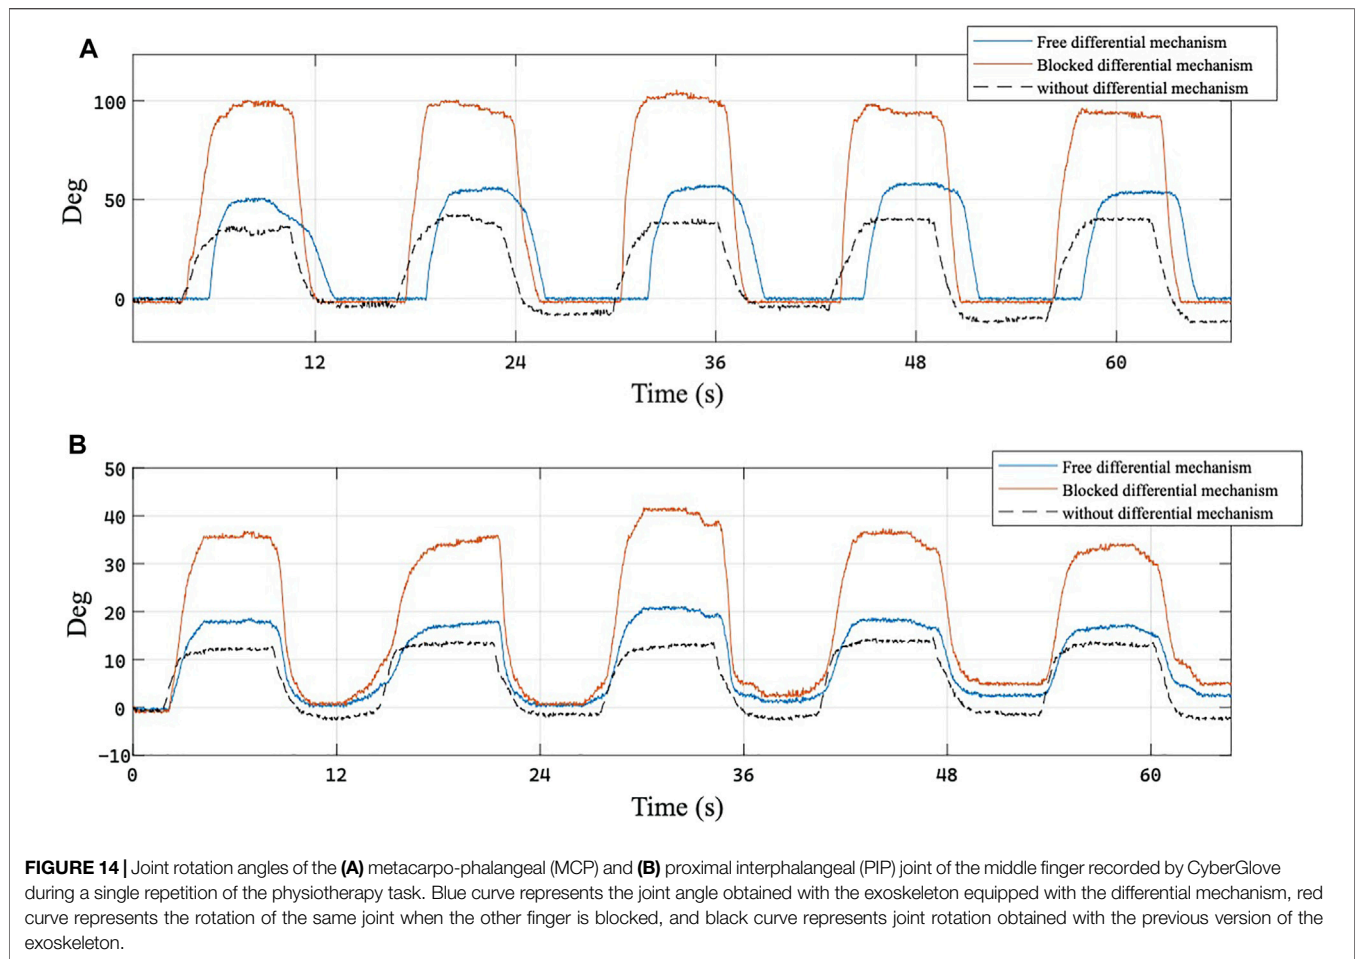 A
Free differential mechanism
Blocked differential mechanism
without differential mechanism
100
50
0
Deg
12 24 36 48 60
Time (s)
B
Free differential mechanism
Blocked differential mechanism
without differential mechanism
50
40
30
20
10
0
−10
Deg
0 12 24 36 48 60
Time (s)
FIGURE 14 | Joint rotation angles of the (A) metacarpo-phalangeal (MCP) and (B) proximal interphalangeal (PIP) joint of the middle finger recorded by CyberGlove
during a single repetition of the physiotherapy task. Blue curve represents the joint angle obtained with the exoskeleton equipped with the differential mechanism, red
curve represents the rotation of the same joint when the other finger is blocked, and black curve represents joint rotation obtained with the previous version of the
exoskeleton.